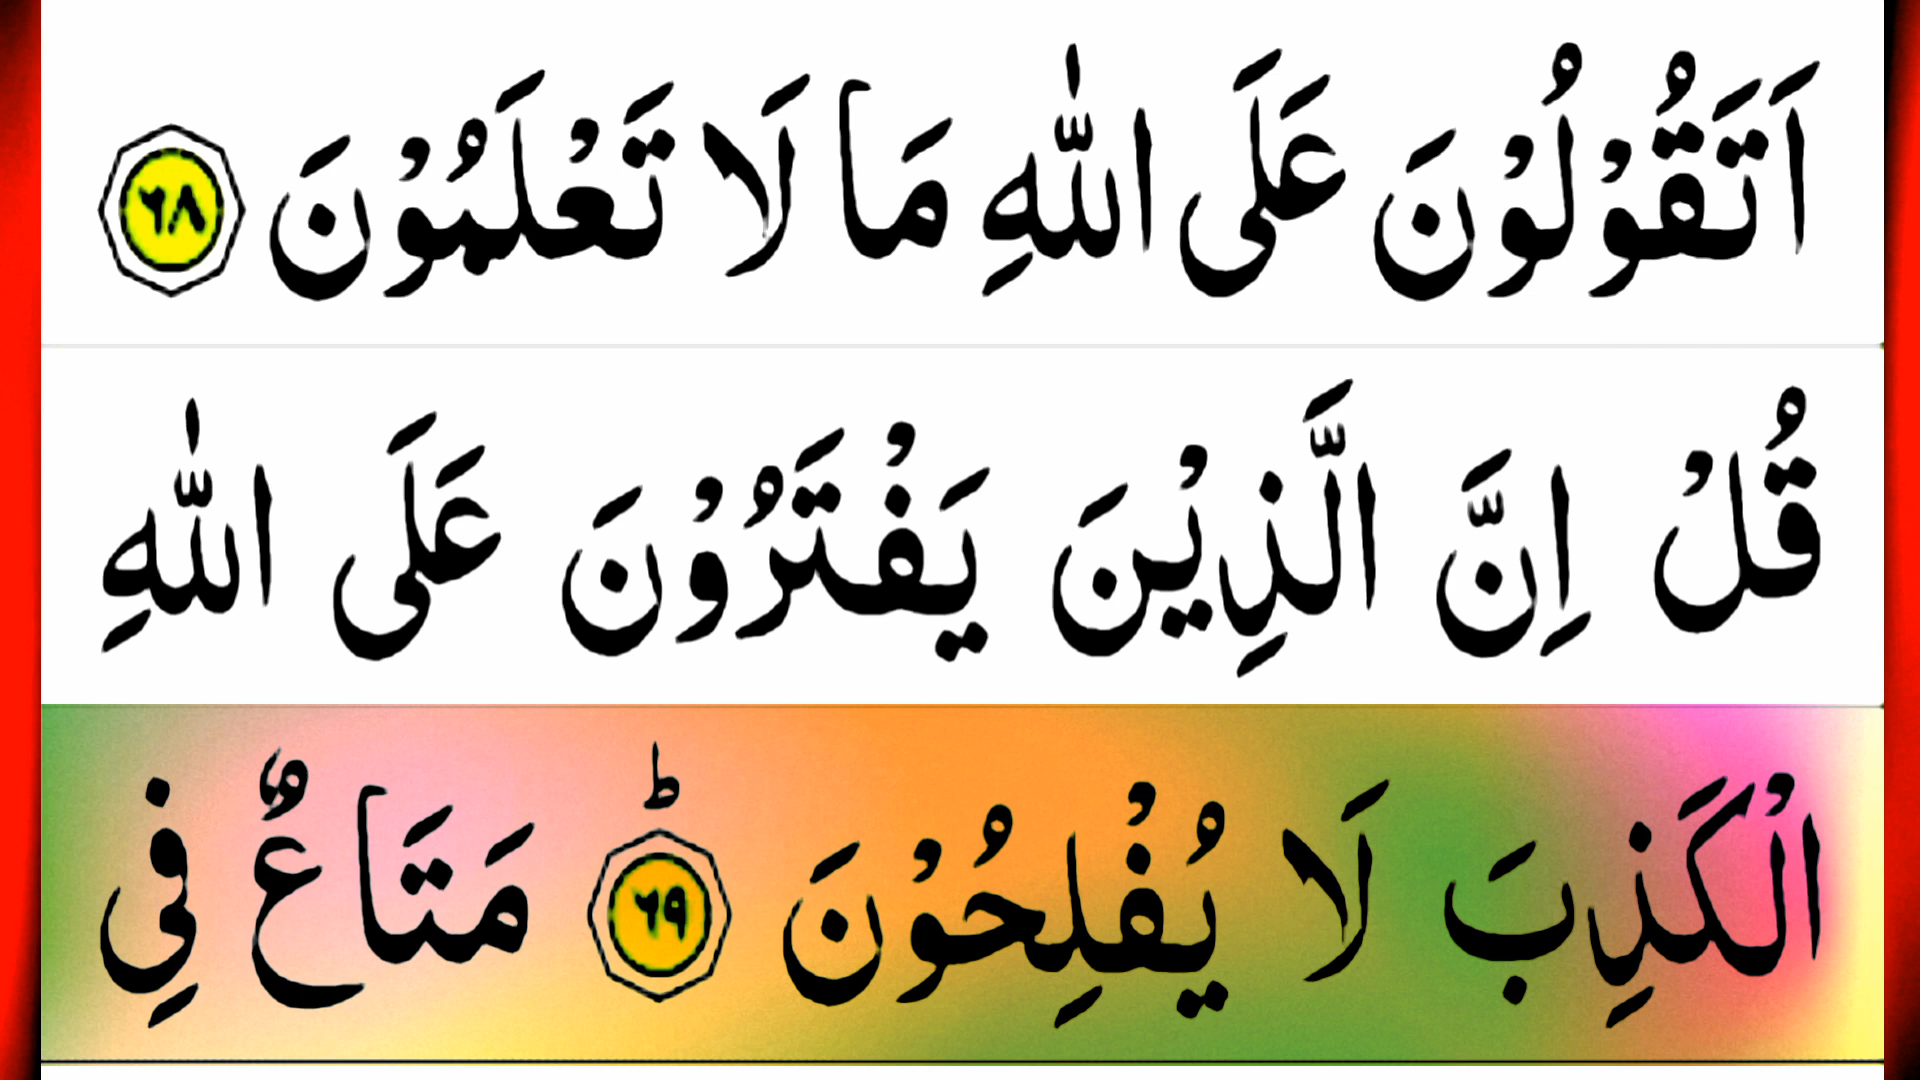 اَتَقُوْلُوْنَ عَلَى اللّٰهِ مَا لَا تَعْلَمُوْنَ ٦٨
قُلْ اِنَّ الَّذِيْنَ يَفْتَرُوْنَ عَلَى اللّٰهِ
الْكَذِبَ لَا يُفْلِحُوْنَ ؕ ٦٩ مَتَاعٌ فِی